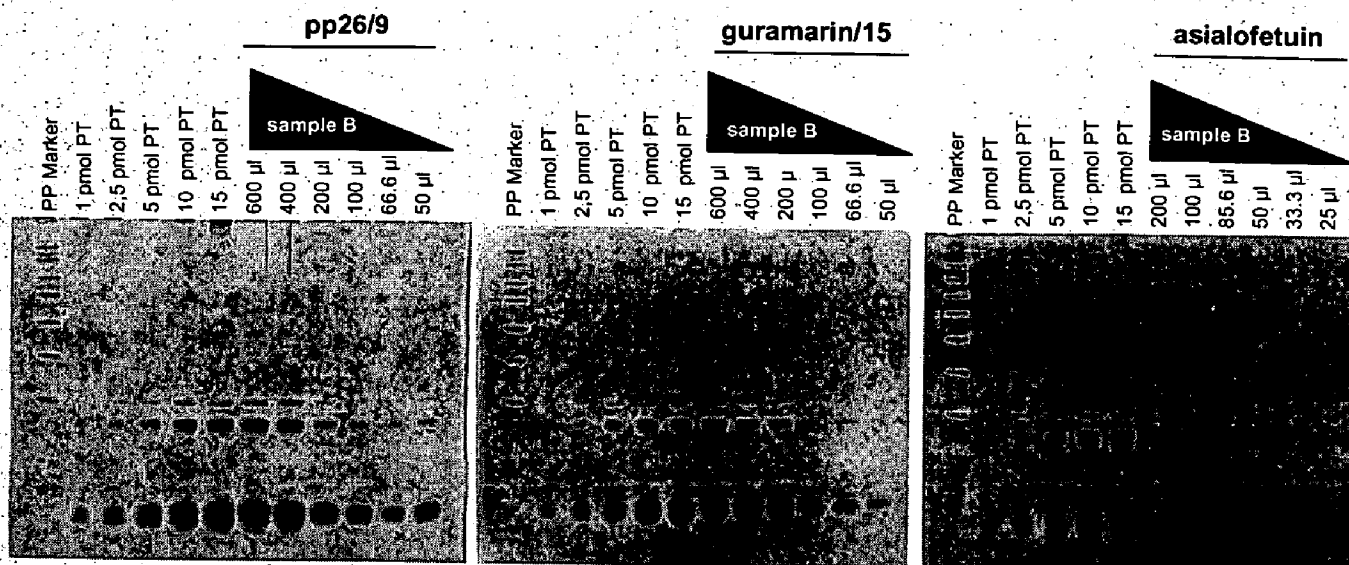 pp26/9
sample B
PP Marker
1 pmol PT
2,5 pmol PT
5 pmol PT
10 pmol PT
15 pmol PT
600 µl
400 µl
200 µl
100 µl
66.6 µl
50 µl
guramarin/15
sample B
PP Marker
1 pmol PT
2,5 pmol PT
5 pmol PT
10 pmol PT
15 pmol PT
600 µl
400 µl
200 µ
100 µl
66.6 µl
50 µl
asialofetuin
sample B
PP Marker
1 pmol PT
2,5 pmol PT
5 pmol PT
10 pmol PT
15 pmol PT
200 µl
100 µl
85.6 µl
50 µl
33.3 µl
25 µl